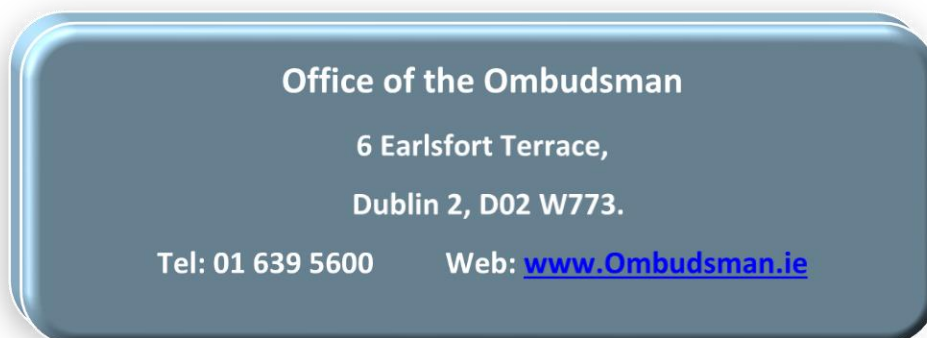 Office of the Ombudsman
6 Earlsfort Terrace,
Dublin 2, D02 W773.
Tel: 01 639 5600 Web: www.Ombudsman.ie